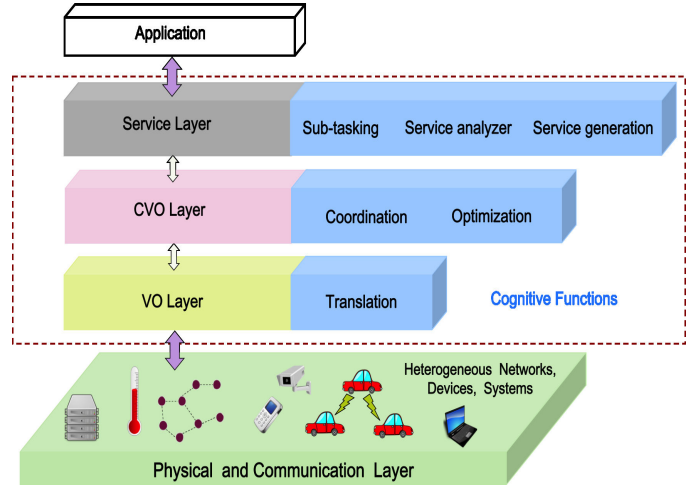 Application
Service Layer
Sub-tasking Service analyzer Service generation
CVO Layer
Coordination Optimization
VO Layer
Translation
Cognitive Functions
Heterogeneous Networks,
Devices, Systems
Physical and Communication Layer